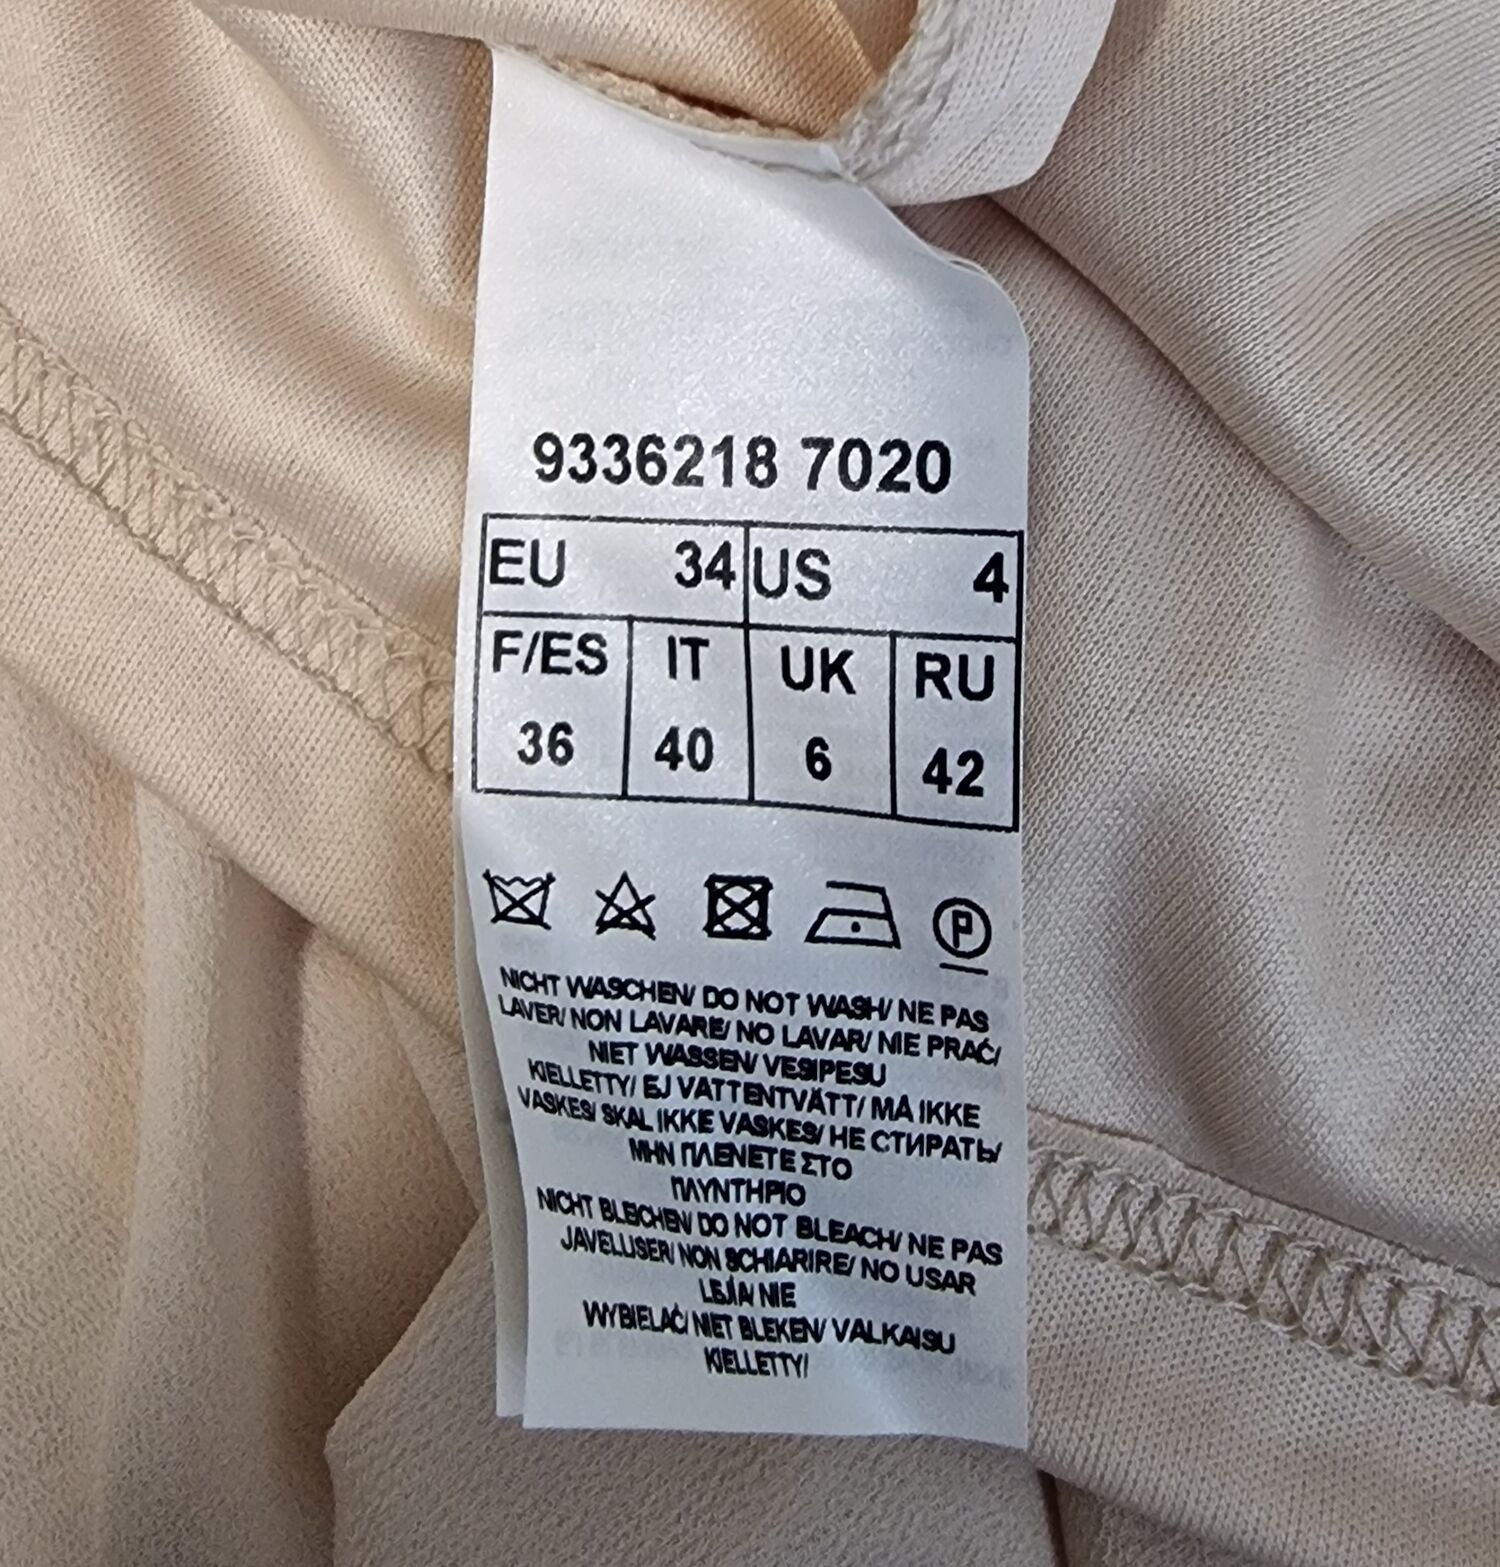 9336218 7020
EU 34 US 4
F/ES IT UK RU
36 40 6 42
P
NICHT WASCHEN/ DO NOT WASH/ NE PAS
LAVER/ NON LAVARE/ NO LAVAR/ NIE PRAĆ/
NIET WASSEN/ VESIPESU
KIELLETTY/ EJ VATTENTVÄTT/ MA IKKE
VASKES/ SKAL IKKE VASKES/ НЕ СТИРАТЬ/
ΜΗΝ ΠΛΕΝΕΤΕ ΣΤΟ
ΠΛΥΝΤΗΡΙΟ
NICHT BLEICHEN/ DO NOT BLEACH/ NE PAS
JAVELLISER/ NON SCHIARIRE/ NO USAR
LEJÍA/ NIE
WYBIELAĆ/ NIET BLEKEN/ VALKAISU
KIELLETTY/